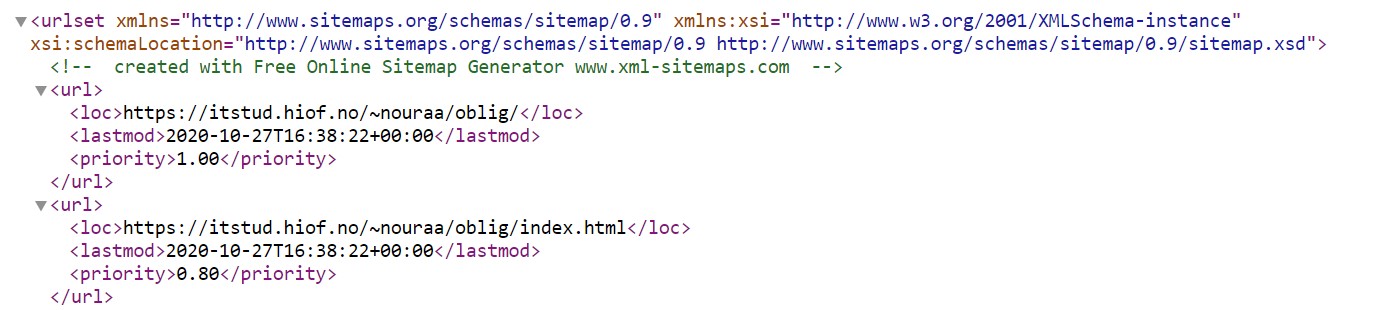 <urlset xmlns="http://www.sitemaps.org/schemas/sitemap/0.9" xmlns:xsi="http://www.w3.org/2001/XMLSchema-instance"
xsi:schemaLocation="http://www.sitemaps.org/schemas/sitemap/0.9 http://www.sitemaps.org/schemas/sitemap/0.9/sitemap.xsd">
<!--  created with Free Online Sitemap Generator www.xml-sitemaps.com  -->
<url>
<loc>https://itstud.hiof.no/~nouraa/oblig/</loc>
<lastmod>2020-10-27T16:38:22+00:00</lastmod>
<priority>1.00</priority>
</url>
<url>
<loc>https://itstud.hiof.no/~nouraa/oblig/index.html</loc>
<lastmod>2020-10-27T16:38:22+00:00</lastmod>
<priority>0.80</priority>
</url>